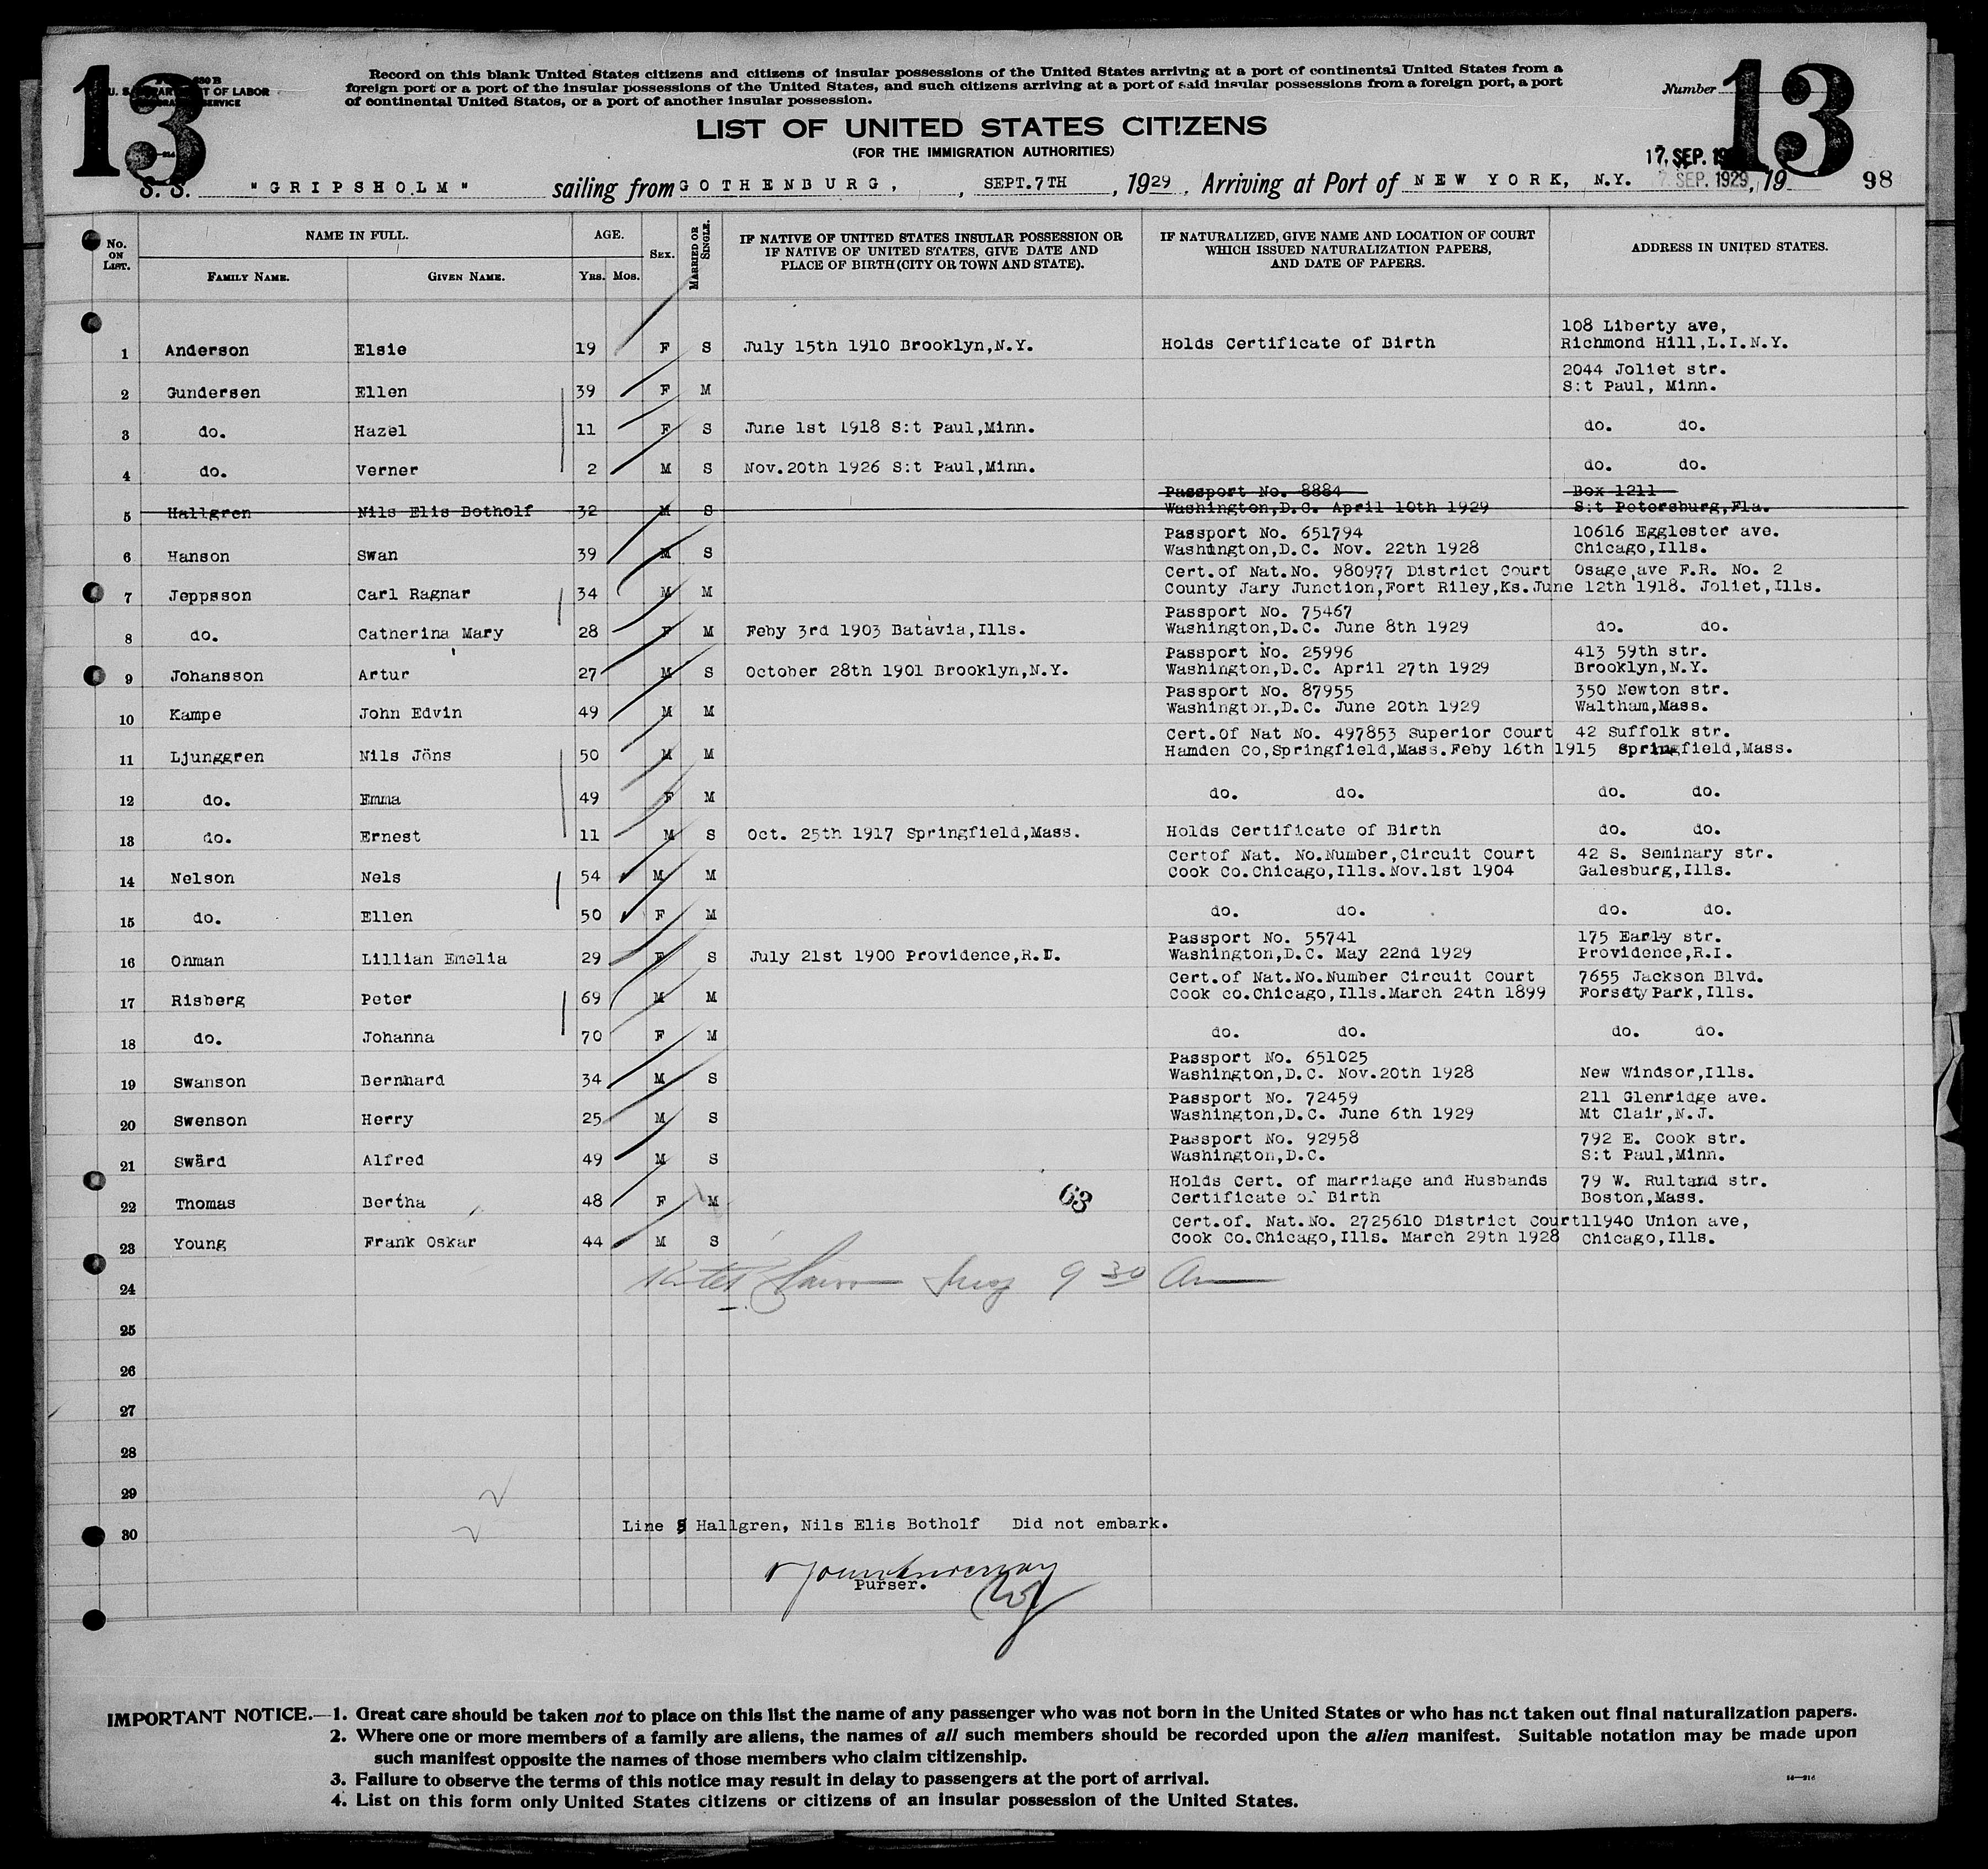 13
U. S. DEPARTMENT OF LABOR
IMMIGRATION SERVICE
Record on this blank United States citizens and citizens of insular possessions of the United States arriving at a port of continental United States from a
foreign port or a port of the insular possessions of the United States, and such citizens arriving at a port of said insular possessions from a foreign port, a port
of continental United States, or a port of another insular possession.
Number 13
LIST OF UNITED STATES CITIZENS
(FOR THE IMMIGRATION AUTHORITIES)
17. SEP. 19
S. S. "GRIPSHOLM" sailing from GOTHENBURG, , SEPT.7TH , 1929 , Arriving at Port of NEW YORK, N.Y. 17. SEP. 1929, 19 98
No. ON LIST. NAME IN FULL. AGE. SEX. MARRIED OR SINGLE. IF NATIVE OF UNITED STATES INSULAR POSSESSION OR IF NATIVE OF UNITED STATES, GIVE DATE AND PLACE OF BIRTH (CITY OR TOWN AND STATE). IF NATURALIZED, GIVE NAME AND LOCATION OF COURT WHICH ISSUED NATURALIZATION PAPERS, AND DATE OF PAPERS. ADDRESS IN UNITED STATES.
FAMILY NAME. GIVEN NAME. YRS. MOS.
108 Liberty ave,
1 Anderson Elsie 19 F S July 15th 1910 Brooklyn,N.Y. Holds Certificate of Birth Richmond Hill,L.I.N.Y.
2044 Joliet str.
2 Gundersen Ellen 39 F M S:t Paul, Minn.
3 do. Hazel 11 F S June 1st 1918 S:t Paul,Minn. do. do.
4 do. Verner 2 M S Nov.20th 1926 S:t Paul,Minn. do. do.
Passport No. 8884 Box 1211
5 Hallgren Nils Elis Botholf 32 M S Washington,D.C. April 10th 1929 S:t Petersburg,Fla.
Passport No. 651794 10616 Egglester ave.
6 Hanson Swan 39 M S Washington,D.C. Nov. 22th 1928 Chicago,Ills.
Cert.of Nat.No. 980977 District Court Osage ave F.R. No. 2
7 Jeppsson Carl Ragnar 34 M M County Jary Junction,Fort Riley,Ks.June 12th 1918. Joliet,Ills.
Passport No. 75467
8 do. Catherina Mary 28 F M Feby 3rd 1903 Batavia,Ills. Washington,D.C. June 8th 1929 do. do.
Passport No. 25996 413 59th str.
9 Johansson Artur 27 M S October 28th 1901 Brooklyn,N.Y. Washington,D.C. April 27th 1929 Brooklyn,N.Y.
Passport No. 87955 350 Newton str.
10 Kampe John Edvin 49 M M Washington,D.C. June 20th 1929 Waltham,Mass.
Cert.of Nat No. 497853 Superior Court 42 Suffolk str.
11 Ljunggren Nils Jöns 50 M M Hamden Co,Springfield,Mass.Feby 16th 1915 Springfield,Mass.
12 do. Emma 49 F M do. do. do. do.
13 do. Ernest 11 M S Oct. 25th 1917 Springfield,Mass. Holds Certificate of Birth do. do.
Certof Nat. No.Number,Circuit Court 42 S. Seminary str.
14 Nelson Nels 54 M M Cook Co.Chicago,Ills.Nov.1st 1904 Galesburg,Ills.
15 do. Ellen 50 F M do. do. do. do.
Passport No. 55741 175 Early str.
16 Ohman Lillian Emelia 29 F S July 21st 1900 Providence,R.I. Washington,D.C. May 22nd 1929 Providence,R.I.
Cert.of Nat.No.Number Circuit Court 7655 Jackson Blvd.
17 Risberg Peter 69 M M Cook co.Chicago,Ills.March 24th 1899 Park,Ills.
18 do. Johanna 70 F M do. do. do. do.
Passport No. 651025
19 Swanson Bernhard 34 M S Washington,D.C. Nov.20th 1928 New Windsor,Ills.
Passport No. 72459 211 Glenridge ave.
20 Swenson Herry 25 M S Washington,D.C. June 6th 1929 Mt Clair,N.J.
Passport No. 92958 792 E. Cook str.
21 Swärd Alfred 49 M S Washington,D.C. S:t Paul,Minn.
Holds Cert. of marriage and Husbands 79 W. Rultand str.
22 Thomas Bertha 48 F M 63 Certificate of Birth Boston,Mass.
Cert.of. Nat.No. 2725610 District Court 11940 Union ave,
23 Young Frank Oskar 44 M S Cook Co.Chicago,Ills. March 29th 1928 Chicago,Ills.
24 9 30 Am
25
26
27
28
29
30 Line 5 Hallgren, Nils Elis Botholf Did not embark.
Purser.
IMPORTANT NOTICE.—1. Great care should be taken not to place on this list the name of any passenger who was not born in the United States or who has not taken out final naturalization papers.
2. Where one or more members of a family are aliens, the names of all such members should be recorded upon the alien manifest. Suitable notation may be made upon
such manifest opposite the names of those members who claim citizenship.
3. Failure to observe the terms of this notice may result in delay to passengers at the port of arrival.
4. List on this form only United States citizens or citizens of an insular possession of the United States.